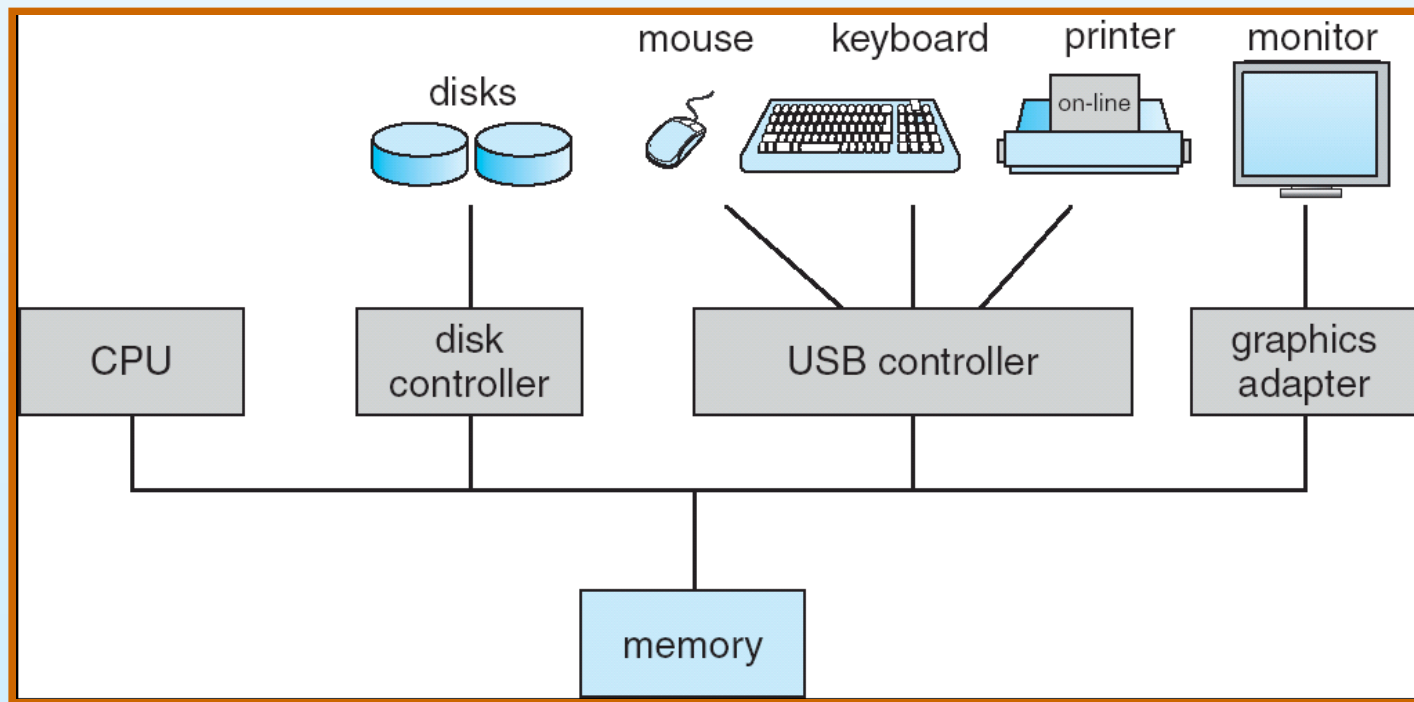 mouse
keyboard
printer
monitor
disks
on-line
CPU
disk
controller
USB controller
graphics
adapter
memory